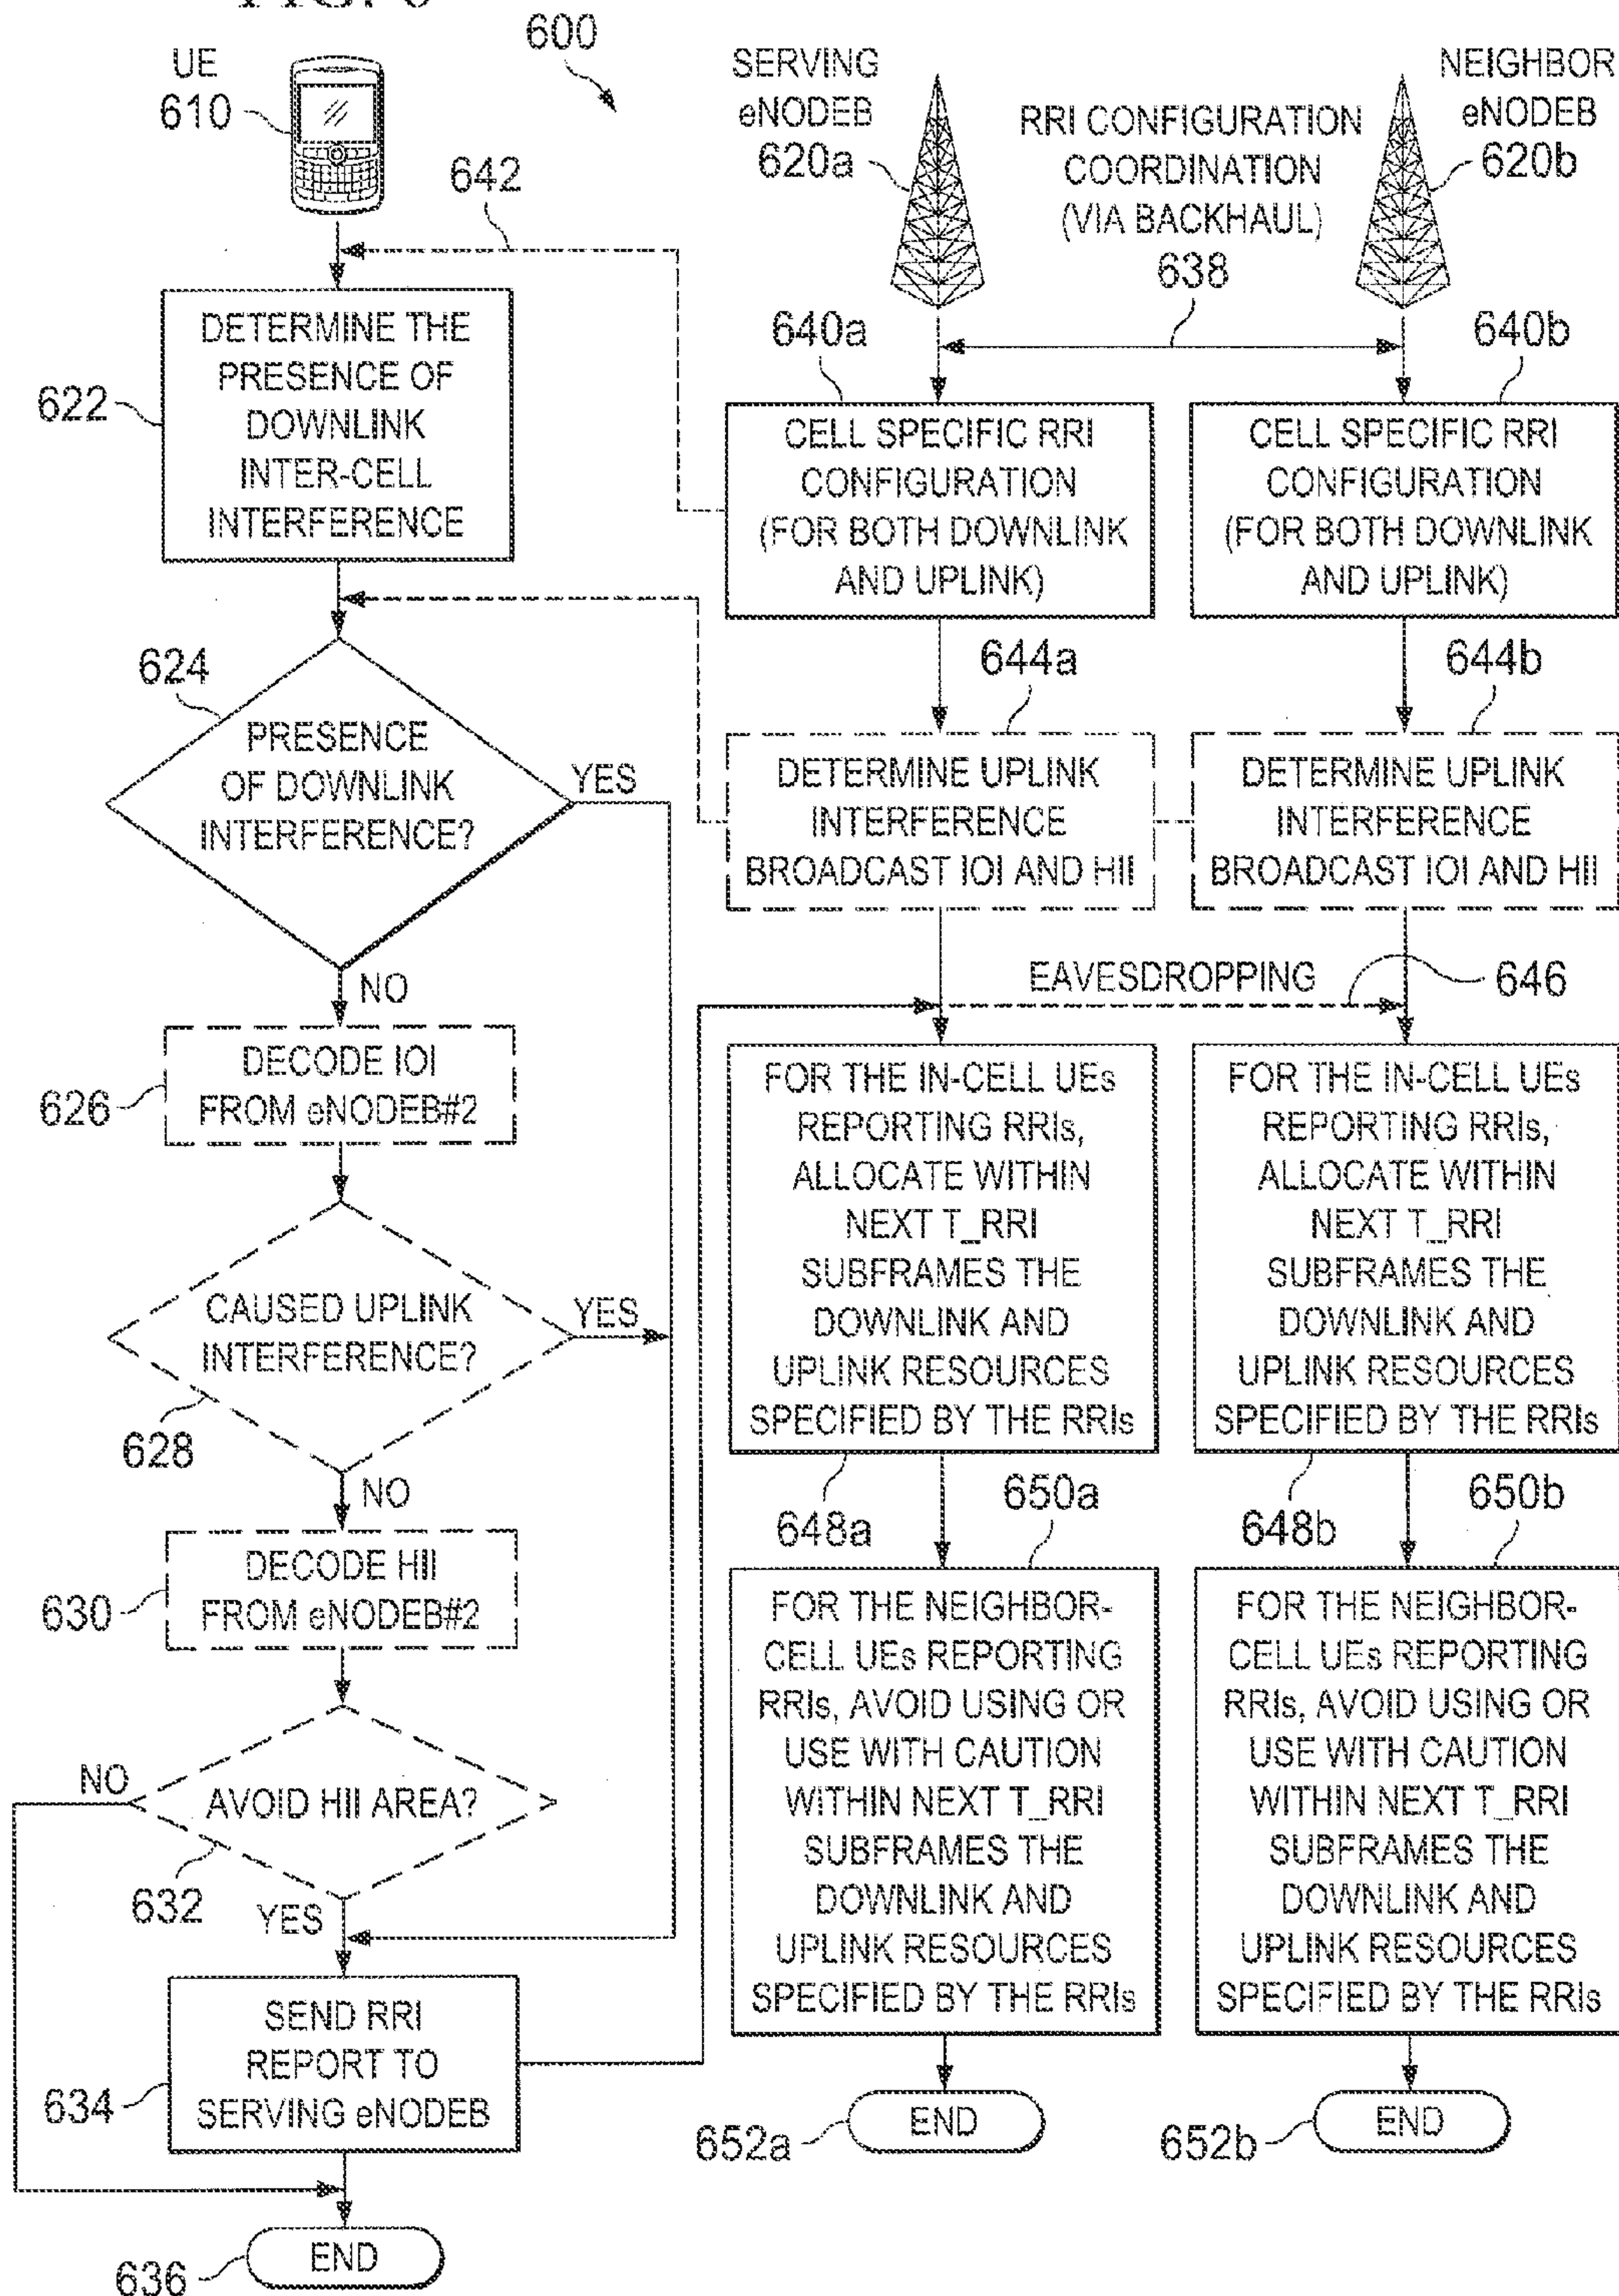 FIG. 6
600
UE
610
642
SERVING
eNODEB
620a
RRI CONFIGURATION
COORDINATION
(VIA BACKHAUL)
638
NEIGHBOR
eNODEB
620b
622
DETERMINE THE
PRESENCE OF
DOWNLINK
INTER-CELL
INTERFERENCE
640a
CELL SPECIFIC RRI
CONFIGURATION
(FOR BOTH DOWNLINK
AND UPLINK)
640b
CELL SPECIFIC RRI
CONFIGURATION
(FOR BOTH DOWNLINK
AND UPLINK)
624
PRESENCE
OF DOWNLINK
INTERFERENCE?
YES
NO
644a
DETERMINE UPLINK
INTERFERENCE
BROADCAST IOI AND HII
644b
DETERMINE UPLINK
INTERFERENCE
BROADCAST IOI AND HII
EAVESDROPPING
646
626
DECODE IOI
FROM eNODEB#2
CAUSED UPLINK
INTERFERENCE?
YES
628
NO
FOR THE IN-CELL UEs
REPORTING RRIs,
ALLOCATE WITHIN
NEXT T_RRI
SUBFRAMES THE
DOWNLINK AND
UPLINK RESOURCES
SPECIFIED BY THE RRIs
648a
FOR THE IN-CELL UEs
REPORTING RRIs,
ALLOCATE WITHIN
NEXT T_RRI
SUBFRAMES THE
DOWNLINK AND
UPLINK RESOURCES
SPECIFIED BY THE RRIs
648b
630
DECODE HII
FROM eNODEB#2
NO
AVOID HII AREA?
632
YES
650a
FOR THE NEIGHBOR-
CELL UEs REPORTING
RRIs, AVOID USING OR
USE WITH CAUTION
WITHIN NEXT T_RRI
SUBFRAMES THE
DOWNLINK AND
UPLINK RESOURCES
SPECIFIED BY THE RRIs
650b
FOR THE NEIGHBOR-
CELL UEs REPORTING
RRIs, AVOID USING OR
USE WITH CAUTION
WITHIN NEXT T_RRI
SUBFRAMES THE
DOWNLINK AND
UPLINK RESOURCES
SPECIFIED BY THE RRIs
634
SEND RRI
REPORT TO
SERVING eNODEB
652a
END
652b
END
636
END